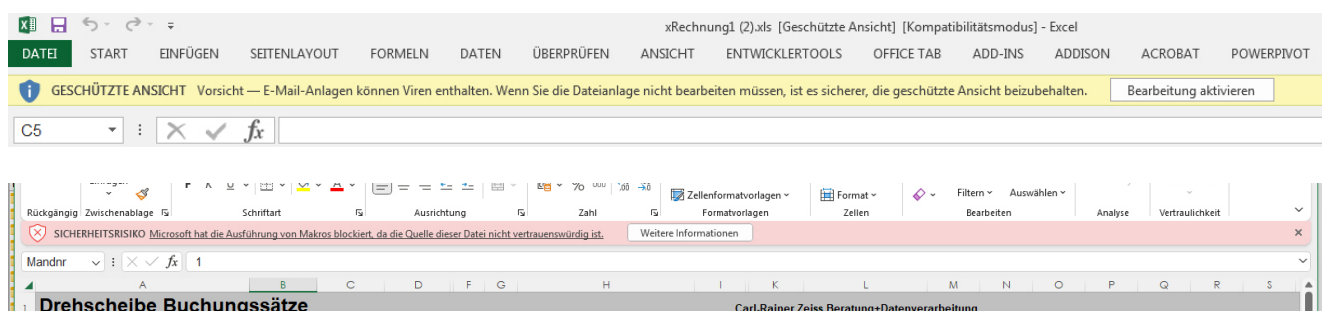 xRechnung1 (2).xls [Geschützte Ansicht] [Kompatibilitätsmodus] - Excel
DATEI START EINFÜGEN SEITENLAYOUT FORMELN DATEN ÜBERPRÜFEN ANSICHT ENTWICKLERTOOLS OFFICE TAB ADD-INS ADDISON ACROBAT POWERPIVOT
GESCHÜTZTE ANSICHT Vorsicht — E-Mail-Anlagen können Viren enthalten. Wenn Sie die Dateianlage nicht bearbeiten müssen, ist es sicherer, die geschützte Ansicht beizubehalten. Bearbeitung aktivieren
C5 fx
F K U % 000 Zellenformatvorlagen Format Filtern Auswählen
Rückgängig Zwischenablage Schriftart Ausrichtung Zahl Formatvorlagen Zellen Bearbeiten Analyse Vertraulichkeit
SICHERHEITSRISIKO Microsoft hat die Ausführung von Makros blockiert, da die Quelle dieser Datei nicht vertrauenswürdig ist. Weitere Informationen
Mandnr fx 1
A B C D F G H I K L M N O P Q R S
1 Drehscheibe Buchungssätze Carl-Rainer Zeiss Beratung+Datenverarbeitung